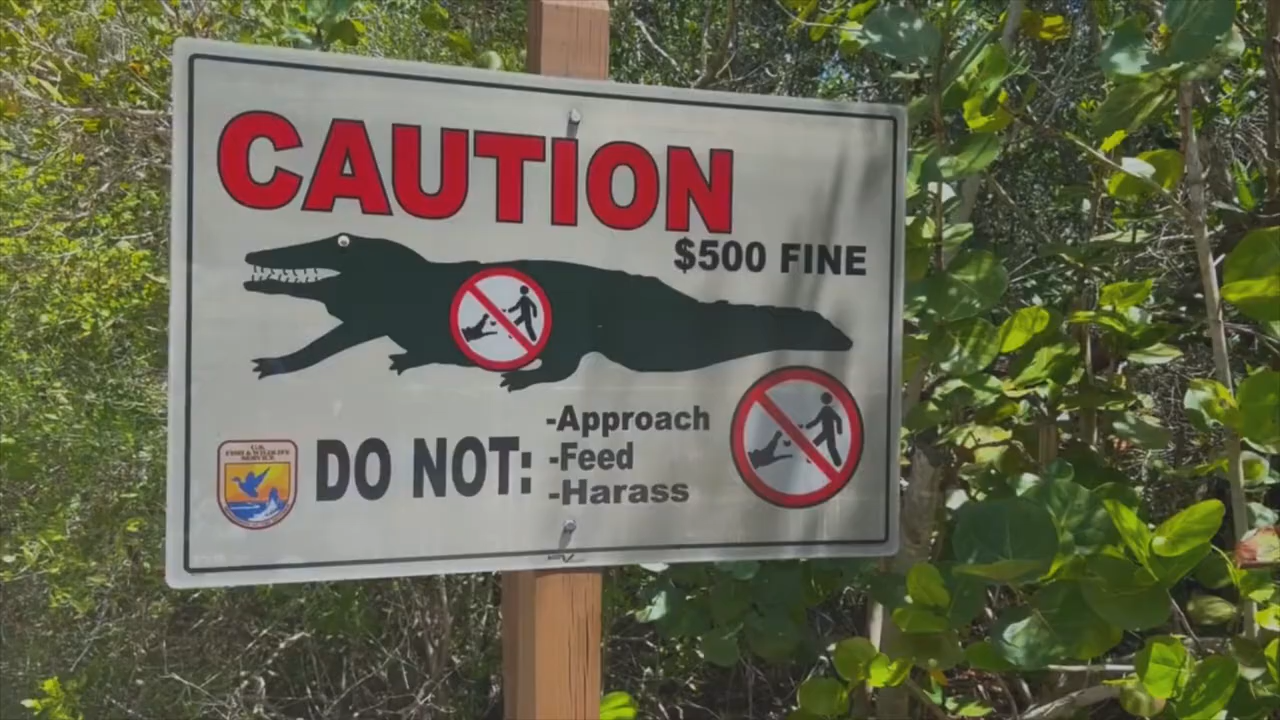 CAUTION
$500 FINE
DO NOT:
-Approach
-Feed
-Harass
U.S.
FISH & WILDLIFE
SERVICE